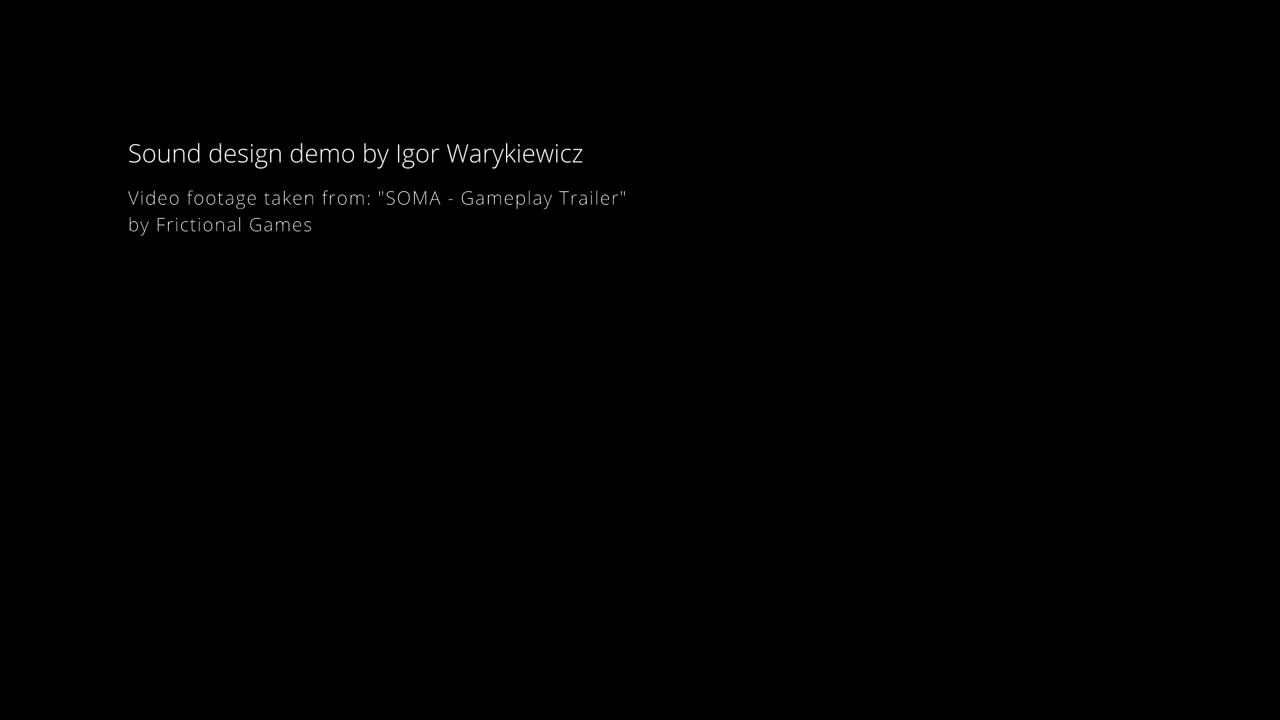 Sound design demo by Igor Warykiewicz
Video footage taken from: "SOMA - Gameplay Trailer"
by Frictional Games